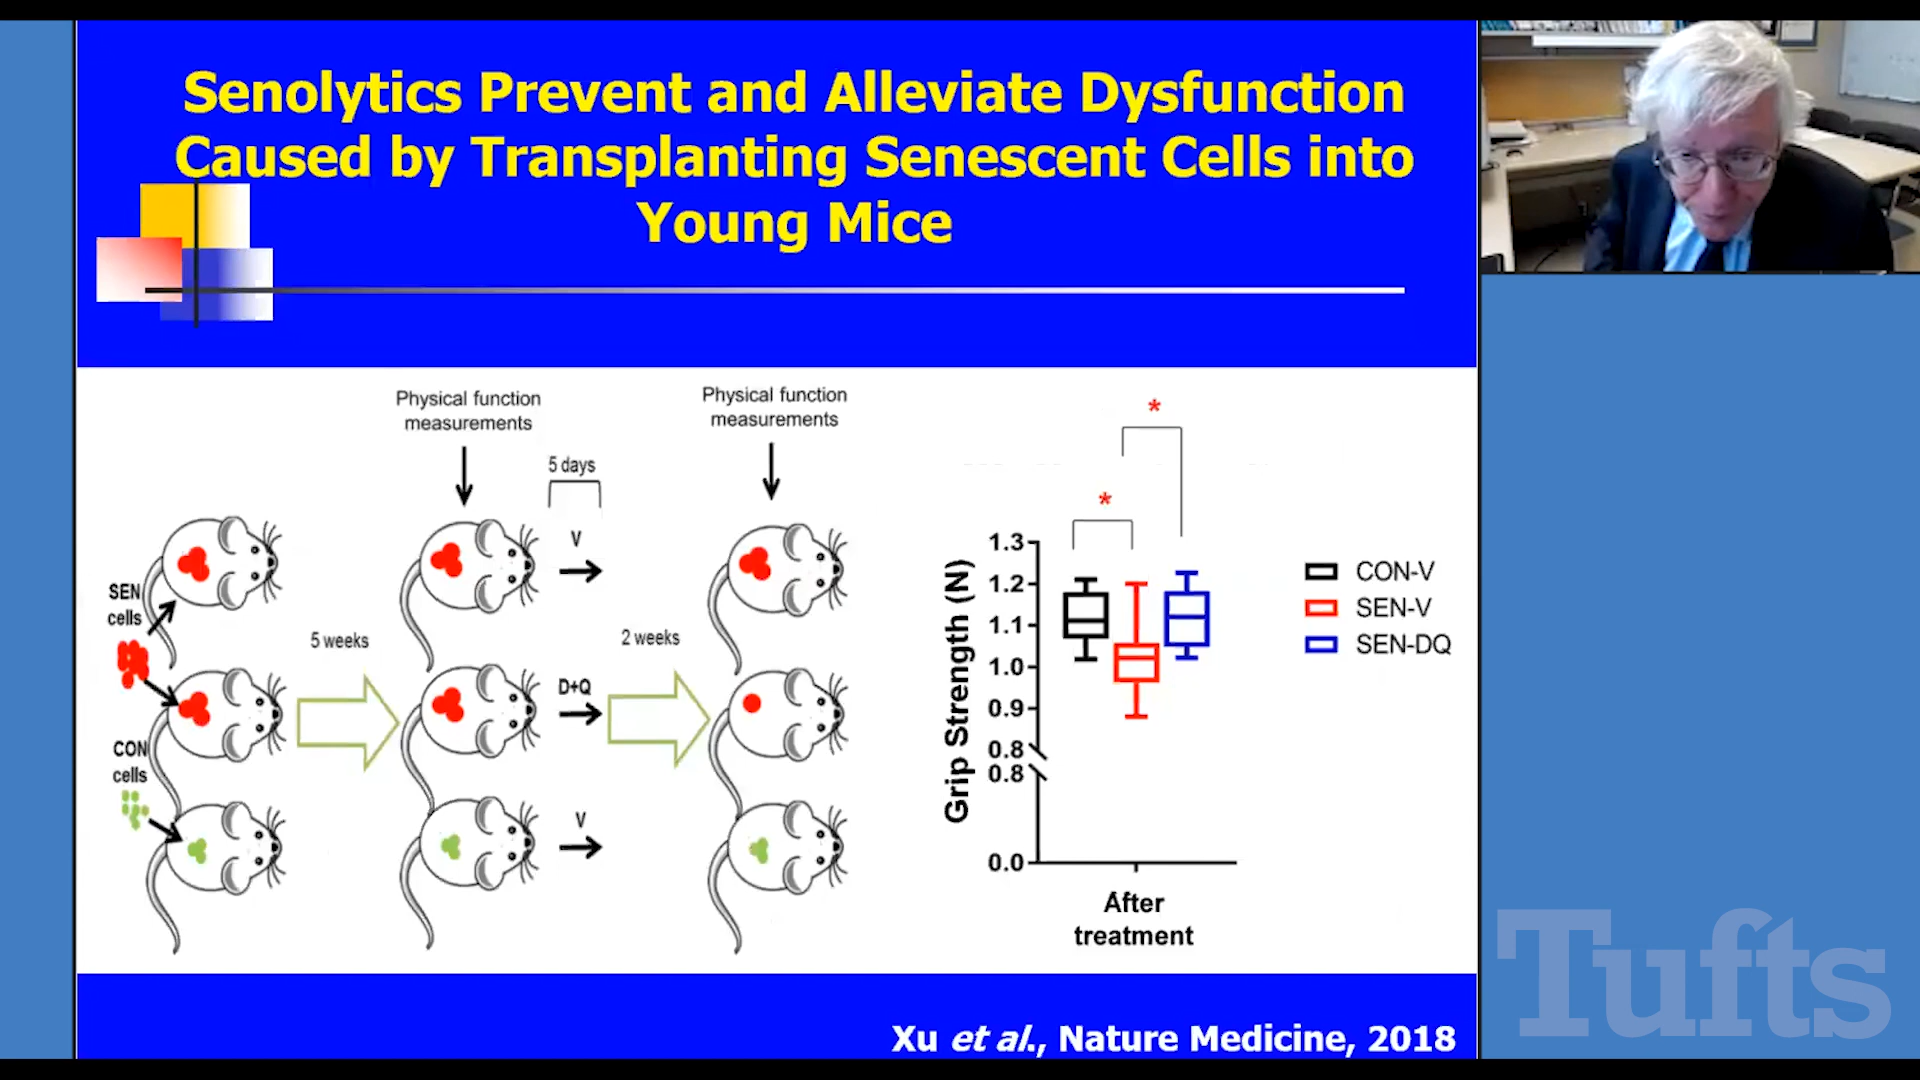 Senolytics Prevent and Alleviate Dysfunction
Caused by Transplanting Senescent Cells into
Young Mice
Physical function
measurements
Physical function
measurements
5 days
V
SEN
cells
5 weeks
2 weeks
D+Q
CON
cells
V
*
*
Grip Strength (N)
1.3
1.2
1.1
1.0
0.9
0.8
0.8
0.0
After
treatment
CON-V
SEN-V
SEN-DQ
Xu et al., Nature Medicine, 2018
Tufts